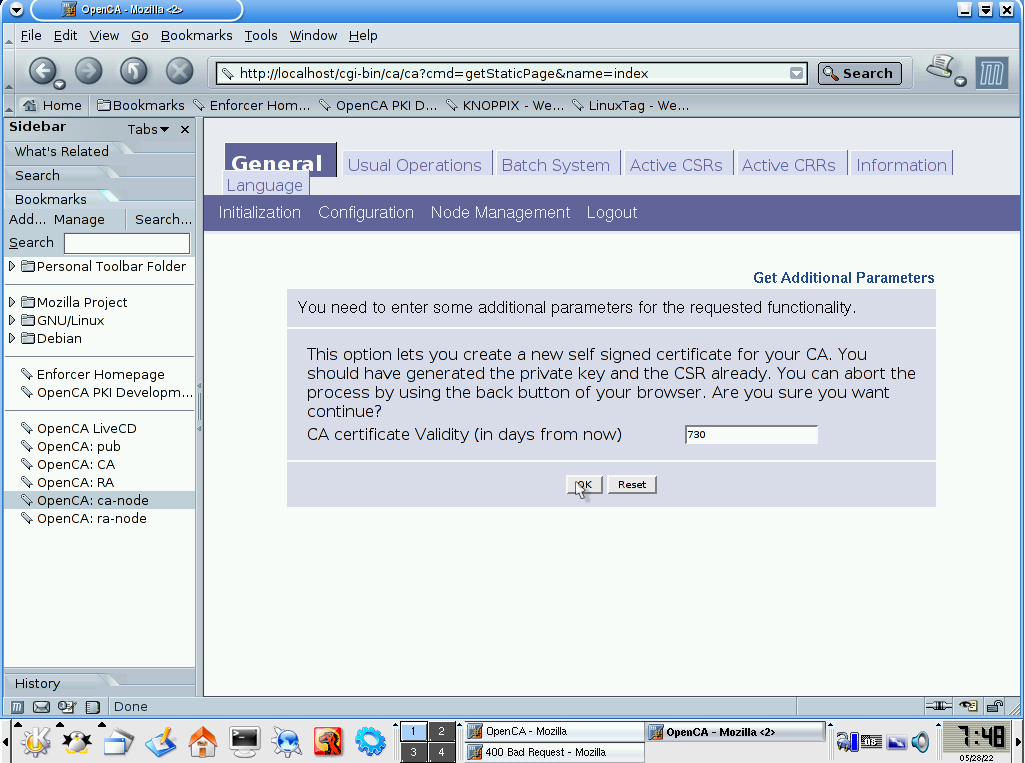 OpenCA - Mozilla <2>
File Edit View Go Bookmarks Tools Window Help
http://localhost/cgi-bin/ca/ca?cmd=getStaticPage&name=index Search
Home Bookmarks Enforcer Hom... OpenCA PKI D... KNOPPIX - We... LinuxTag - We...
Sidebar Tabs
What's Related
Search
Bookmarks
Add... Manage Search...
Search
Personal Toolbar Folder
Mozilla Project
GNU/Linux
Debian
Enforcer Homepage
OpenCA PKI Developm...
OpenCA LiveCD
OpenCA: pub
OpenCA: CA
OpenCA: RA
OpenCA: ca-node
OpenCA: ra-node
History
General Usual Operations Batch System Active CSRs Active CRRs Information
Language
Initialization Configuration Node Management Logout
Get Additional Parameters
You need to enter some additional parameters for the requested functionality.
This option lets you create a new self signed certificate for your CA. You
should have generated the private key and the CSR already. You can abort the
process by using the back button of your browser. Are you sure you want
continue?
CA certificate Validity (in days from now) 730
OK Reset
Done
1 2 OpenCA - Mozilla OpenCA - Mozilla <2>
3 4 400 Bad Request - Mozilla
7:48
05/28/22